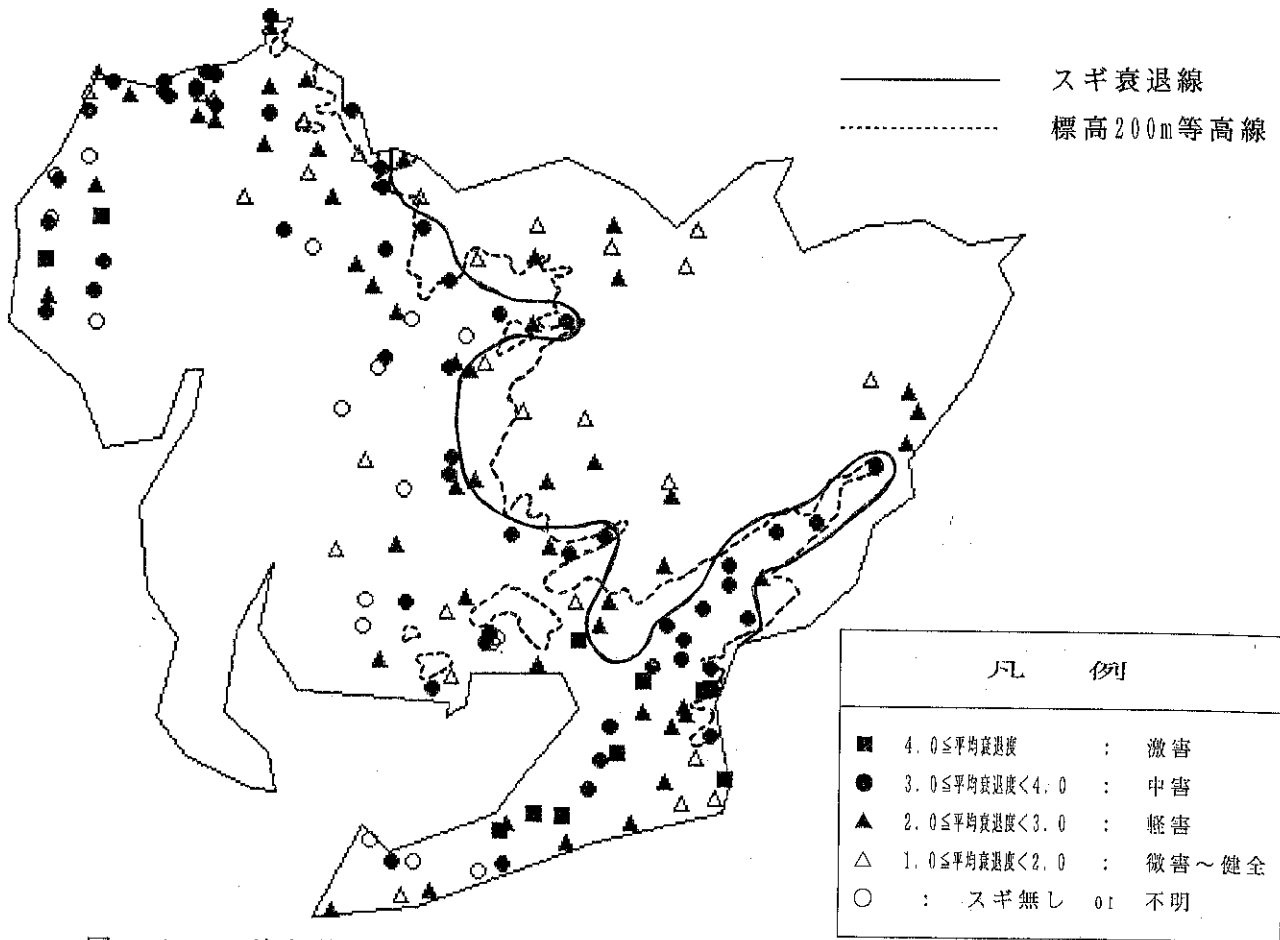 スギ衰退線
標高200m等高線
凡 例
■ 4.0≦平均衰退度 : 激害
● 3.0≦平均衰退度<4.0 : 中害
▲ 2.0≦平均衰退度<3.0 : 軽害
△ 1.0≦平均衰退度<2.0 : 微害～健全
○ : スギ無し or 不明